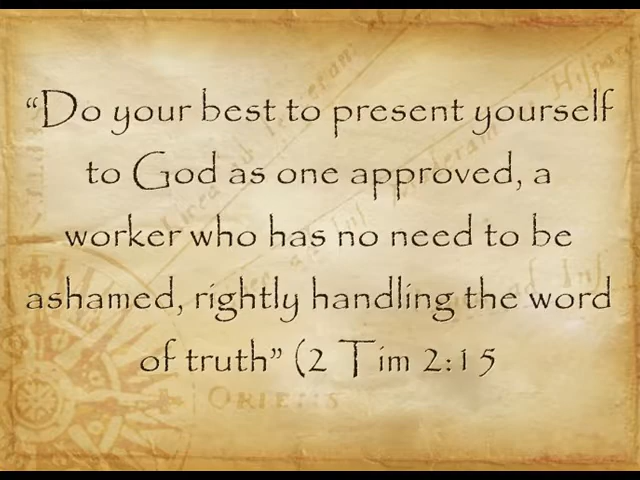 “Do your best to present yourself
to God as one approved, a
worker who has no need to be
ashamed, rightly handling the word
of truth” (2 Tim 2:15
ORIENS